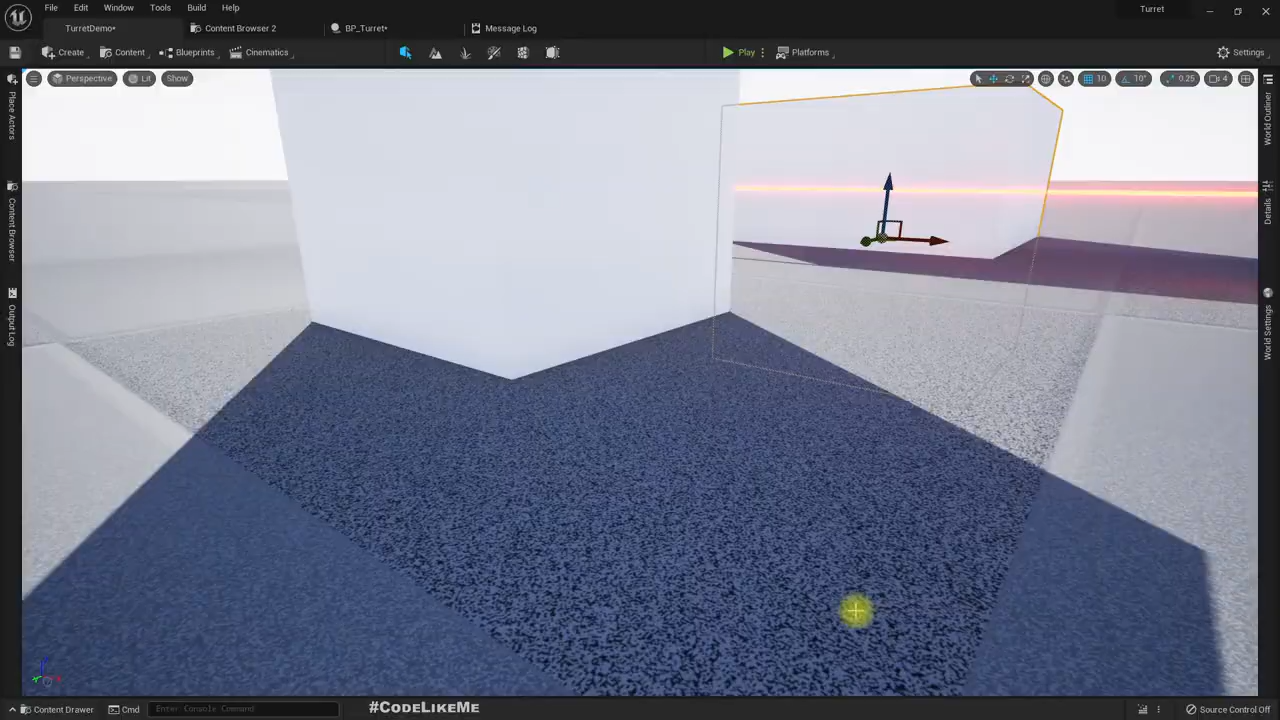 File Edit Window Tools Build Help
Turret
TurretDemo*
Content Browser 2
BP_Turret*
Message Log
Create
Content
Blueprints
Cinematics
Play
Platforms
Settings
Perspective
Lit
Show
10
10°
0.25
4
Place Actors
Content Browser
Output Log
World Outliner
Details
World Settings
Content Drawer
Cmd
Enter Console Command
#CODELIKEME
Source Control Off